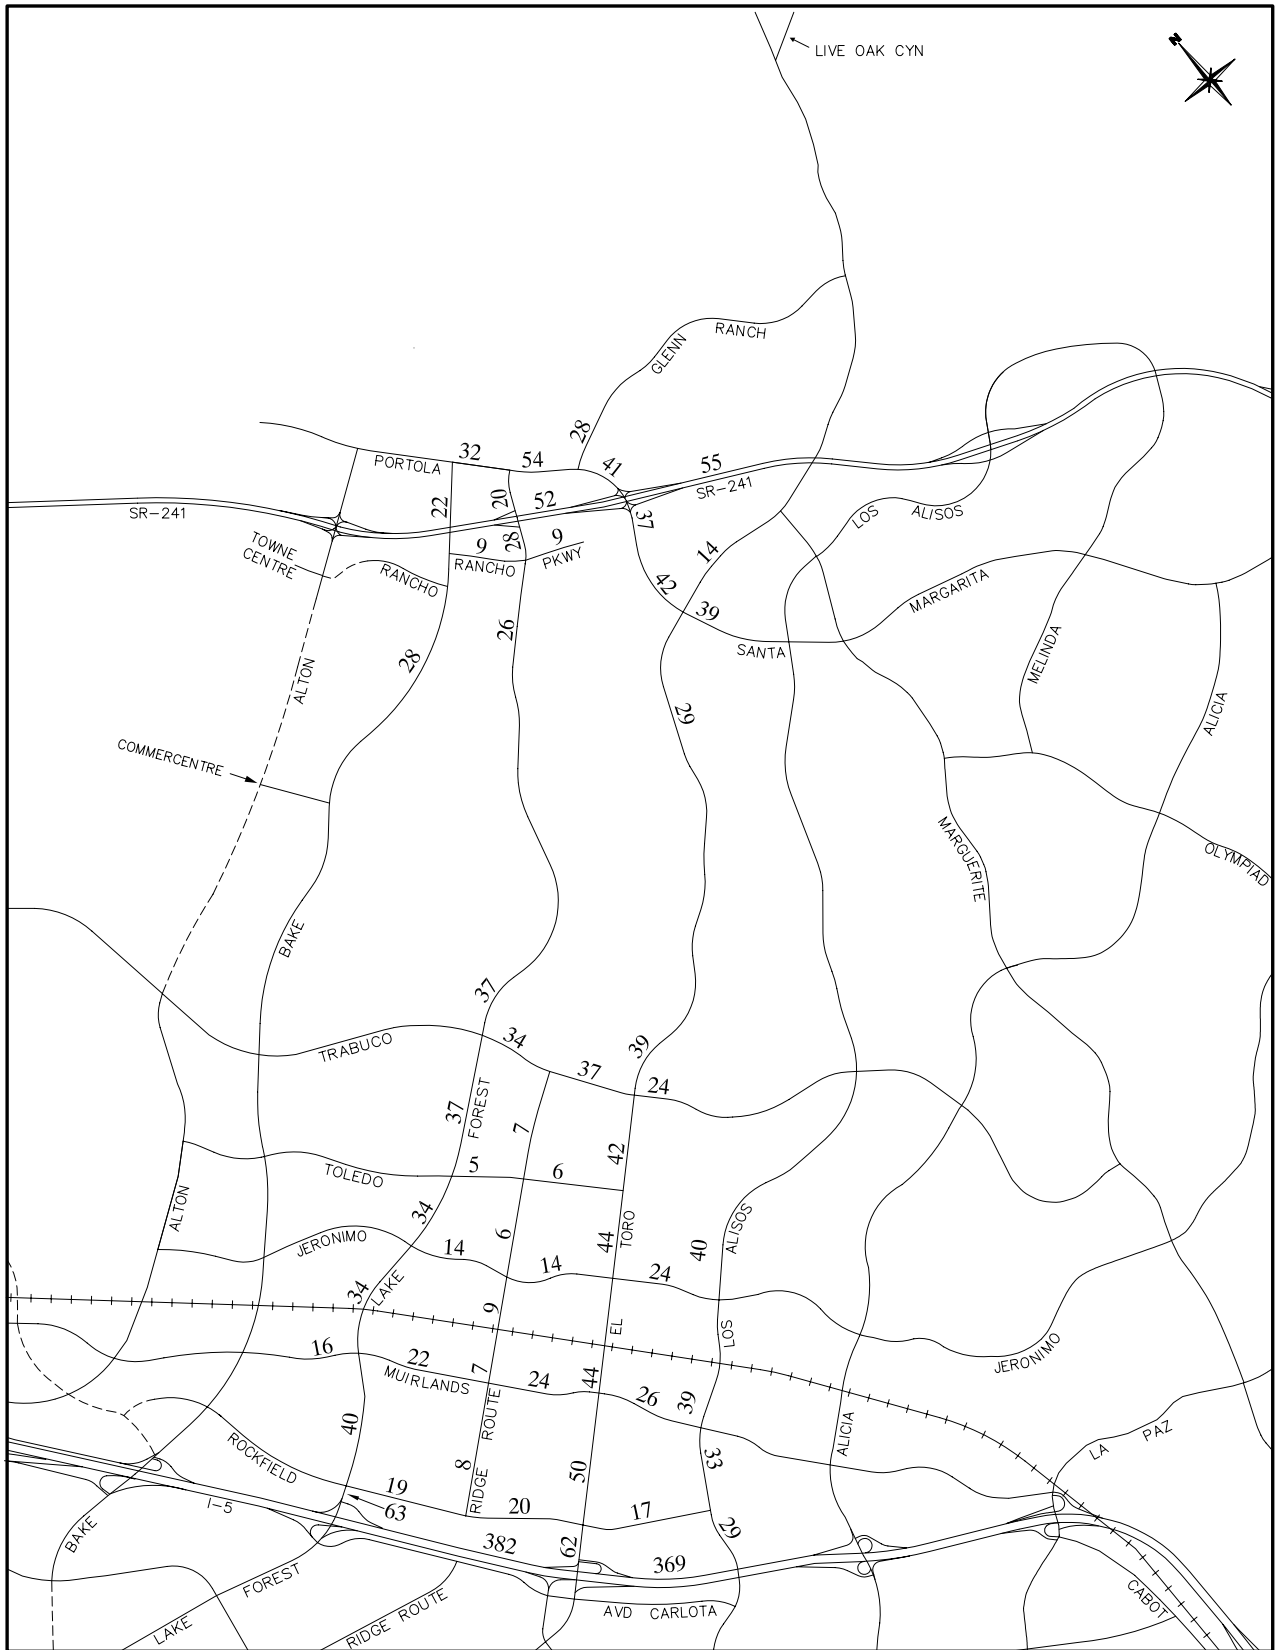 N
LIVE OAK CYN
RANCH
GLENN
28
32
54
41
55
PORTOLA
SR-241
22
20
52
37
SR-241
LOS
ALISOS
TOWNE
CENTRE
RANCHO
9
28
9
RANCHO
PKWY
14
42
39
MARGARITA
SANTA
26
28
ALTON
MELINDA
ALICIA
29
COMMERCENTRE
MARGUERITE
OLYMPIAD
BAKE
37
TRABUCO
34
37
39
24
37
FOREST
7
42
TOLEDO
5
6
ALTON
34
6
44
TORO
40
ALISOS
JERONIMO
14
14
24
34
LAKE
9
EL
LOS
16
22
MUIRLANDS
7
24
44
26
39
JERONIMO
ROUTE
40
ROCKFIELD
ALICIA
LA
PAZ
33
8
RIDGE
50
19
63
20
17
29
I-5
382
62
369
BAKE
FOREST
LAKE
RIDGE ROUTE
AVD CARLOTA
CABOT